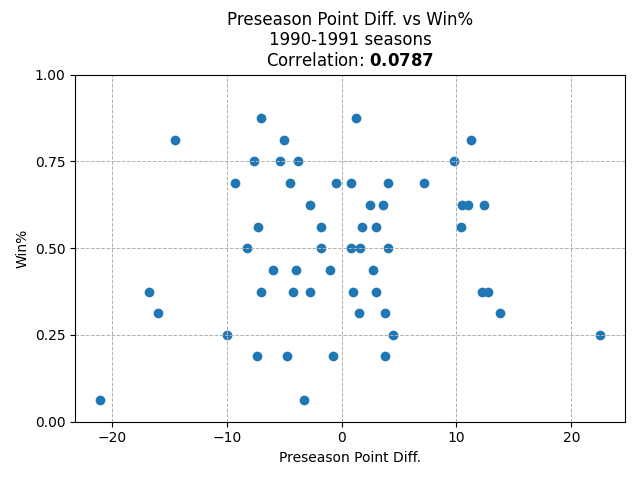 Preseason Point Diff. vs Win%
1990-1991 seasons
Correlation: 0.0787
1.00
0.75
0.50
0.25
0.00
Win%
−20
−10
0
10
20
Preseason Point Diff.